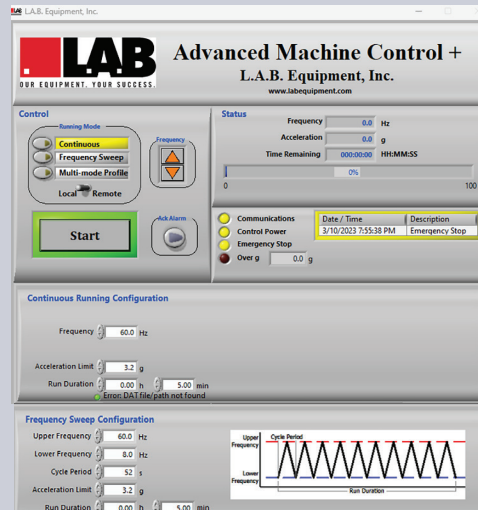 L.A.B. Equipment, Inc.
LAB
OUR EQUIPMENT. YOUR SUCCESS.
Advanced Machine Control +
L.A.B. Equipment, Inc.
www.labequipment.com
Control
Running Mode
Continuous
Frequency Sweep
Multi-mode Profile
Local Remote
Frequency
Start
Ack Alarm
Status
Frequency 0.0 Hz
Acceleration 0.0 g
Time Remaining 000:00:00 HH:MM:SS
0%
0 100
Communications
Control Power
Emergency Stop
Over g 0.0 g
Date / Time Description
3/10/2023 7:55:38 PM Emergency Stop
Continuous Running Configuration
Frequency 60.0 Hz
Acceleration Limit 3.2 g
Run Duration 0.00 h 5.00 min
Error: DAT file/path not found
Frequency Sweep Configuration
Upper Frequency 60.0 Hz
Lower Frequency 8.0 Hz
Cycle Period 52 s
Acceleration Limit 3.2 g
Run Duration 0.00 h 5.00 min
Upper Frequency
Cycle Period
Lower Frequency
Run Duration